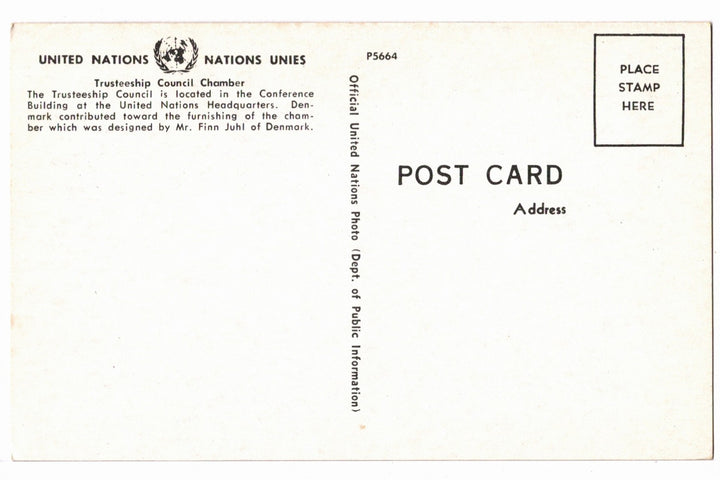 UNITED NATIONS NATIONS UNIES
Trusteeship Council Chamber
The Trusteeship Council is located in the Conference
Building at the United Nations Headquarters. Den-
mark contributed toward the furnishing of the cham-
ber which was designed by Mr. Finn Juhl of Denmark.
Official United Nations Photo (Dept. of Public Information)
P5664
PLACE
STAMP
HERE
POST CARD
Address